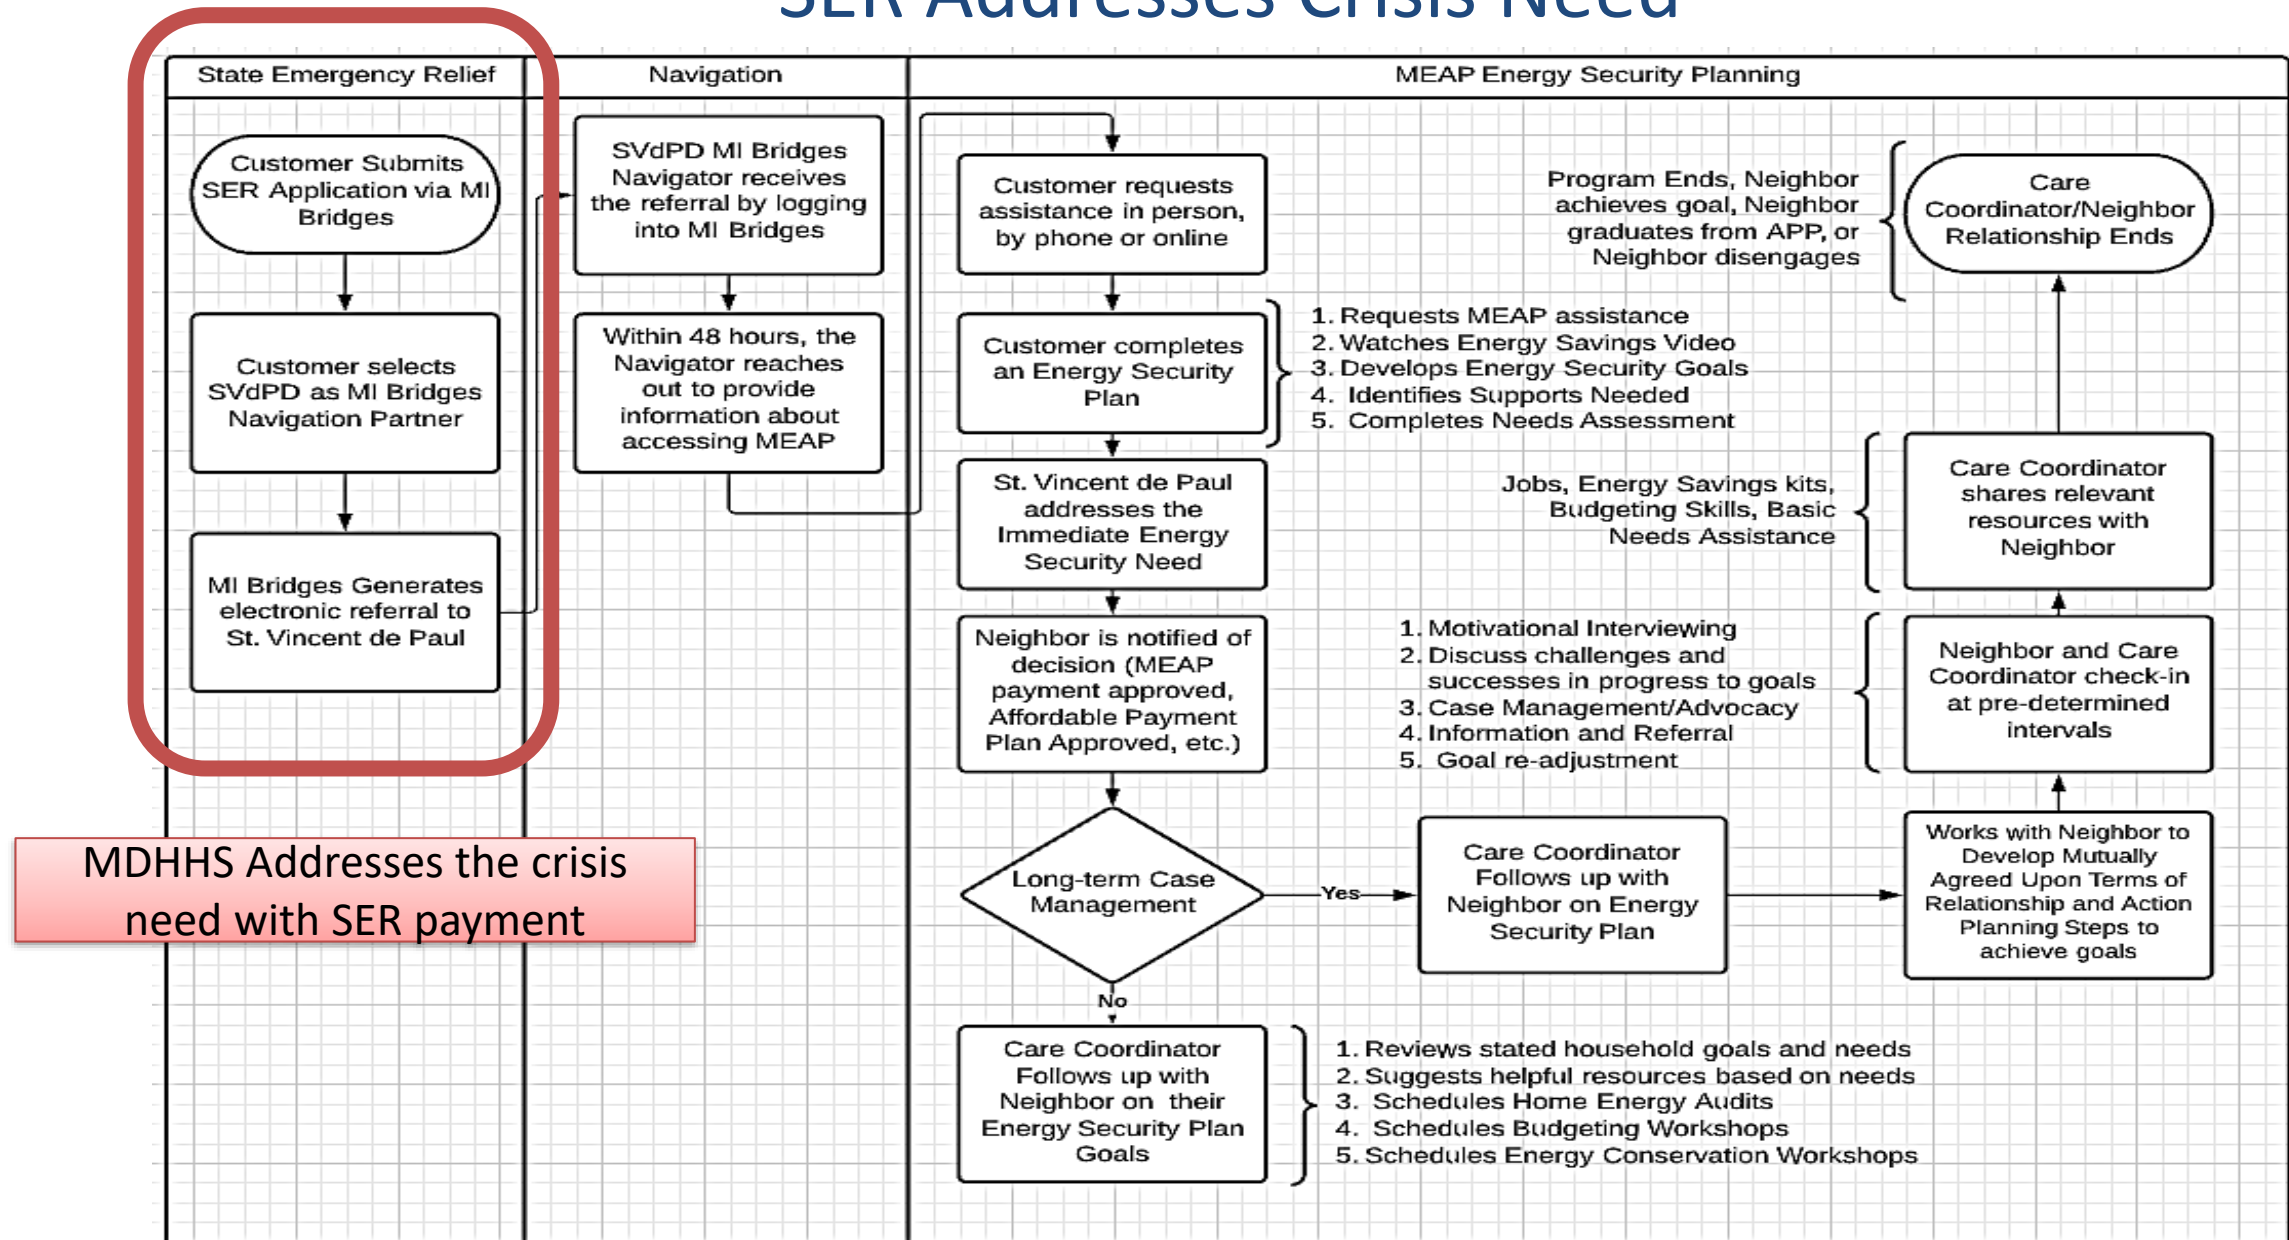 SER Addresses Crisis Need
State Emergency Relief
Customer Submits
SER Application via MI
Bridges
Customer selects
SVdPD as MI Bridges
Navigation Partner
MI Bridges Generates
electronic referral to
St. Vincent de Paul
MDHHS Addresses the crisis
need with SER payment
Navigation
SVdPD MI Bridges
Navigator receives
the referral by logging
into MI Bridges
Within 48 hours, the
Navigator reaches
out to provide
information about
accessing MEAP
MEAP Energy Security Planning
Customer requests
assistance in person,
by phone or online
Customer completes
an Energy Security
Plan
1. Requests MEAP assistance
2. Watches Energy Savings Video
3. Develops Energy Security Goals
4. Identifies Supports Needed
5. Completes Needs Assessment
St. Vincent de Paul
addresses the
Immediate Energy
Security Need
Neighbor is notified of
decision (MEAP
payment approved,
Affordable Payment
Plan Approved, etc.)
Long-term Case
Management
Yes
No
Care Coordinator
Follows up with
Neighbor on their
Energy Security Plan
Goals
1. Reviews stated household goals and needs
2. Suggests helpful resources based on needs
3. Schedules Home Energy Audits
4. Schedules Budgeting Workshops
5. Schedules Energy Conservation Workshops
Care Coordinator
Follows up with
Neighbor on Energy
Security Plan
Works with Neighbor to
Develop Mutually
Agreed Upon Terms of
Relationship and Action
Planning Steps to
achieve goals
1. Motivational Interviewing
2. Discuss challenges and
successes in progress to goals
3. Case Management/Advocacy
4. Information and Referral
5. Goal re-adjustment
Neighbor and Care
Coordinator check-in
at pre-determined
intervals
Jobs, Energy Savings kits,
Budgeting Skills, Basic
Needs Assistance
Care Coordinator
shares relevant
resources with
Neighbor
Program Ends, Neighbor
achieves goal, Neighbor
graduates from APP, or
Neighbor disengages
Care
Coordinator/Neighbor
Relationship Ends